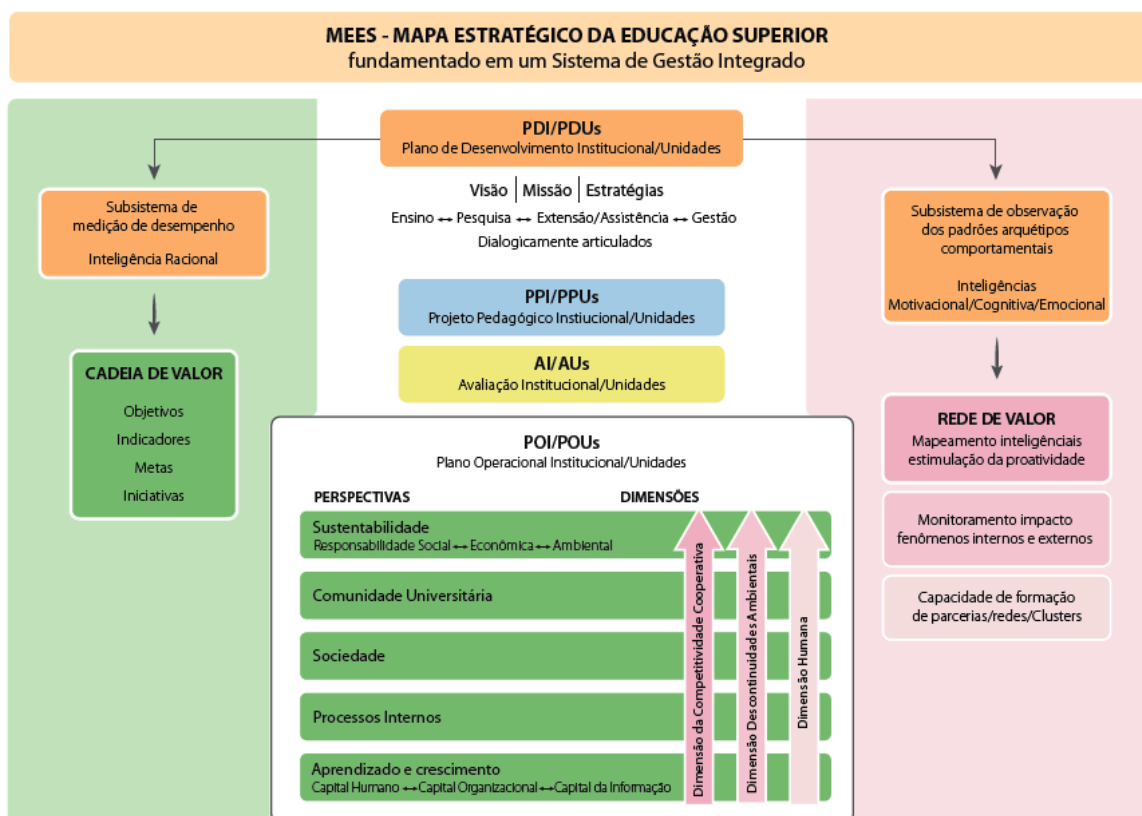 MEES - MAPA ESTRATÉGICO DA EDUCAÇÃO SUPERIOR
fundamentado em um Sistema de Gestão Integrado
PDI/PDUs
Plano de Desenvolvimento Institucional/Unidades
Visão | Missão | Estratégias
Ensino ↔ Pesquisa ↔ Extensão/Assistência ↔ Gestão
Dialogicamente articulados
Subsistema de
medição de desempenho
Inteligência Racional
CADEIA DE VALOR
Objetivos
Indicadores
Metas
Iniciativas
PPI/PPUs
Projeto Pedagógico Instiucional/Unidades
AI/AUs
Avaliação Institucional/Unidades
Subsistema de observação
dos padrões arquétipos
comportamentais
Inteligências
Motivacional/Cognitiva/Emocional
REDE DE VALOR
Mapeamento inteligênciais
estimulação da proatividade
Monitoramento impacto
fenômenos internos e externos
Capacidade de formação
de parcerias/redes/Clusters
POI/POUs
Plano Operacional Institucional/Unidades
PERSPECTIVAS
DIMENSÕES
Sustentabilidade
Responsabilidade Social ↔ Econômica ↔ Ambiental
Comunidade Universitária
Sociedade
Processos Internos
Aprendizado e crescimento
Capital Humano ↔ Capital Organizacional ↔ Capital da Informação
Dimensão da Competitividade Cooperativa
Dimensão Descontinuidades Ambientais
Dimensão Humana